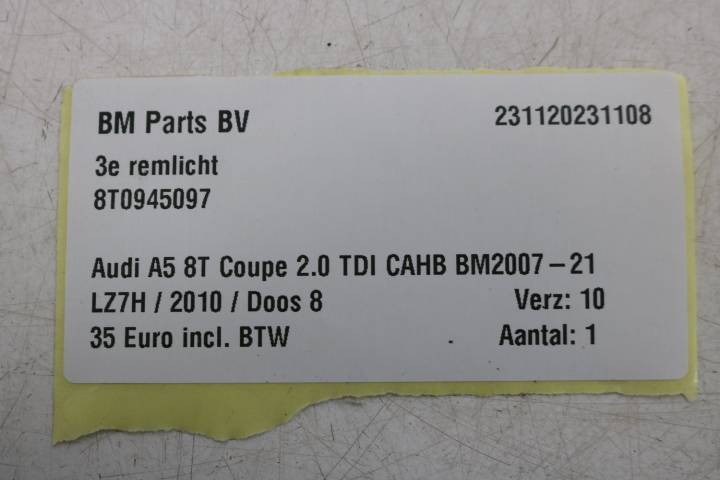 BM Parts BV 231120231108
3e remlicht
8T0945097
Audi A5 8T Coupe 2.0 TDI CAHB BM2007-21
LZ7H / 2010 / Doos 8 Verz: 10
35 Euro incl. BTW Aantal: 1